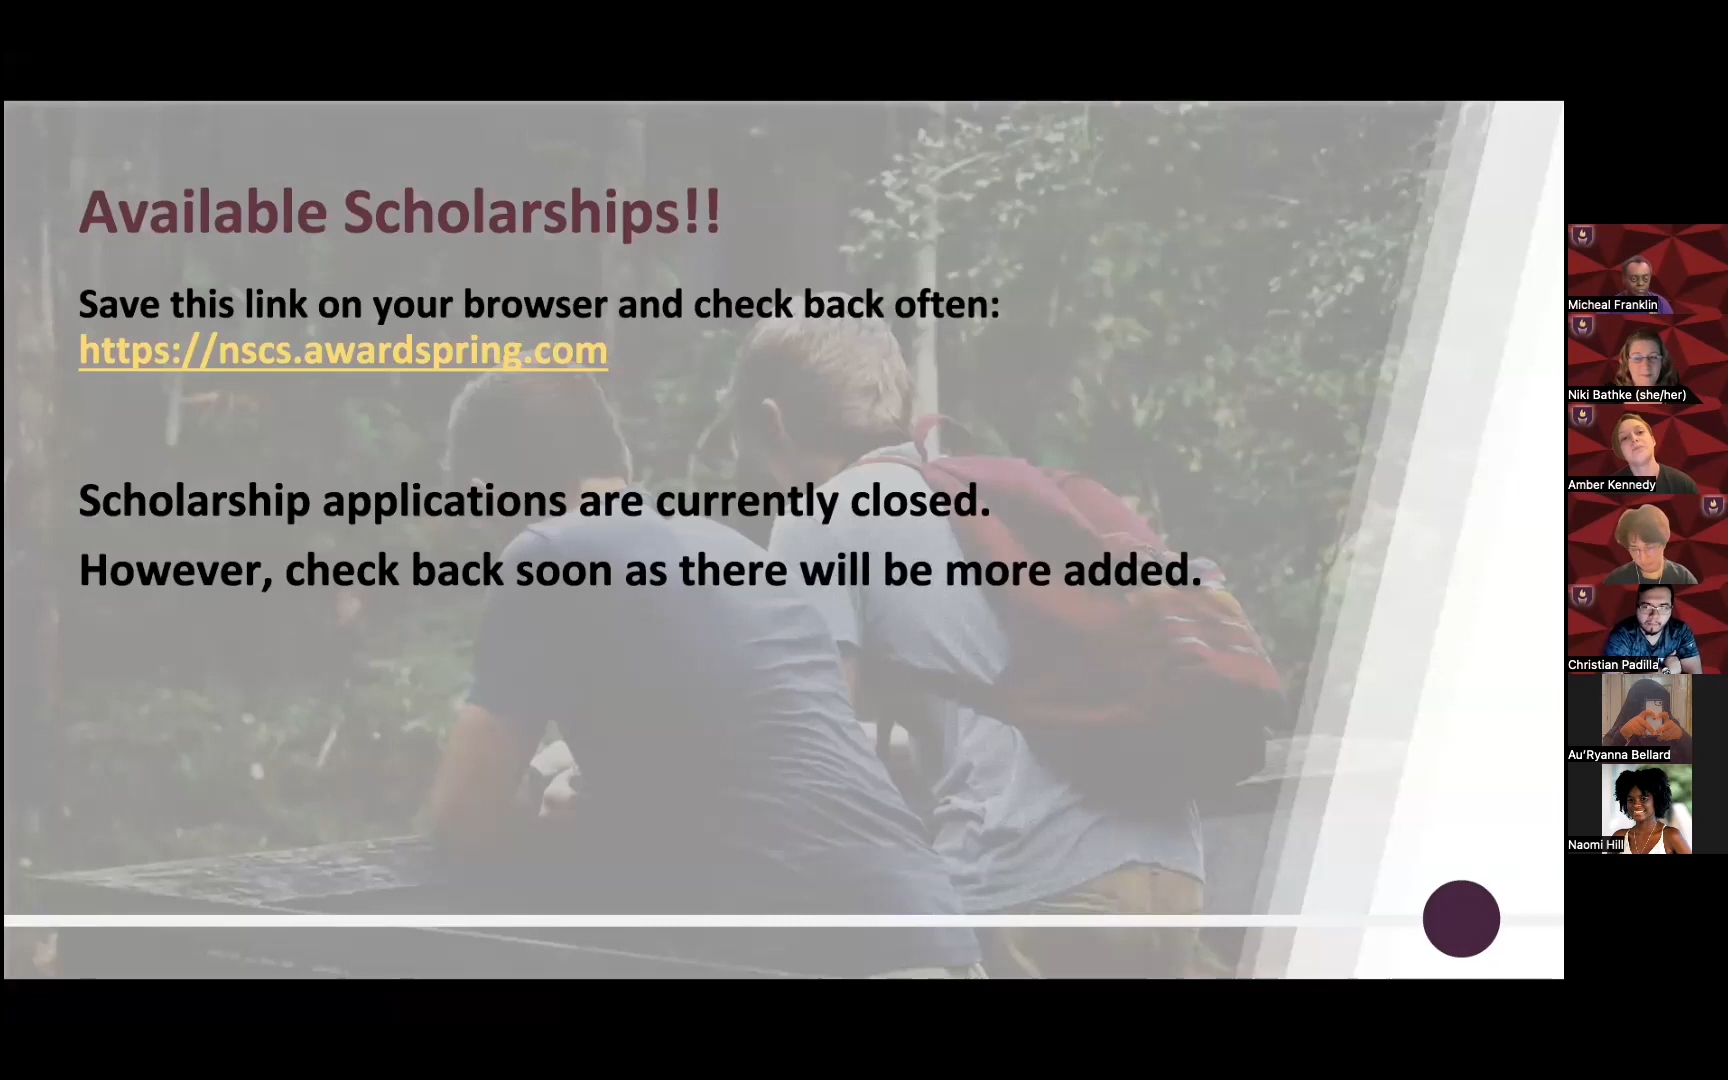 Available Scholarships!!
Save this link on your browser and check back often:
https://nscs.awardspring.com
Scholarship applications are currently closed.
However, check back soon as there will be more added.
Micheal Franklin
Niki Bathke (she/her)
Amber Kennedy
Christian Padilla
Au'Ryanna Bellard
Naomi Hill